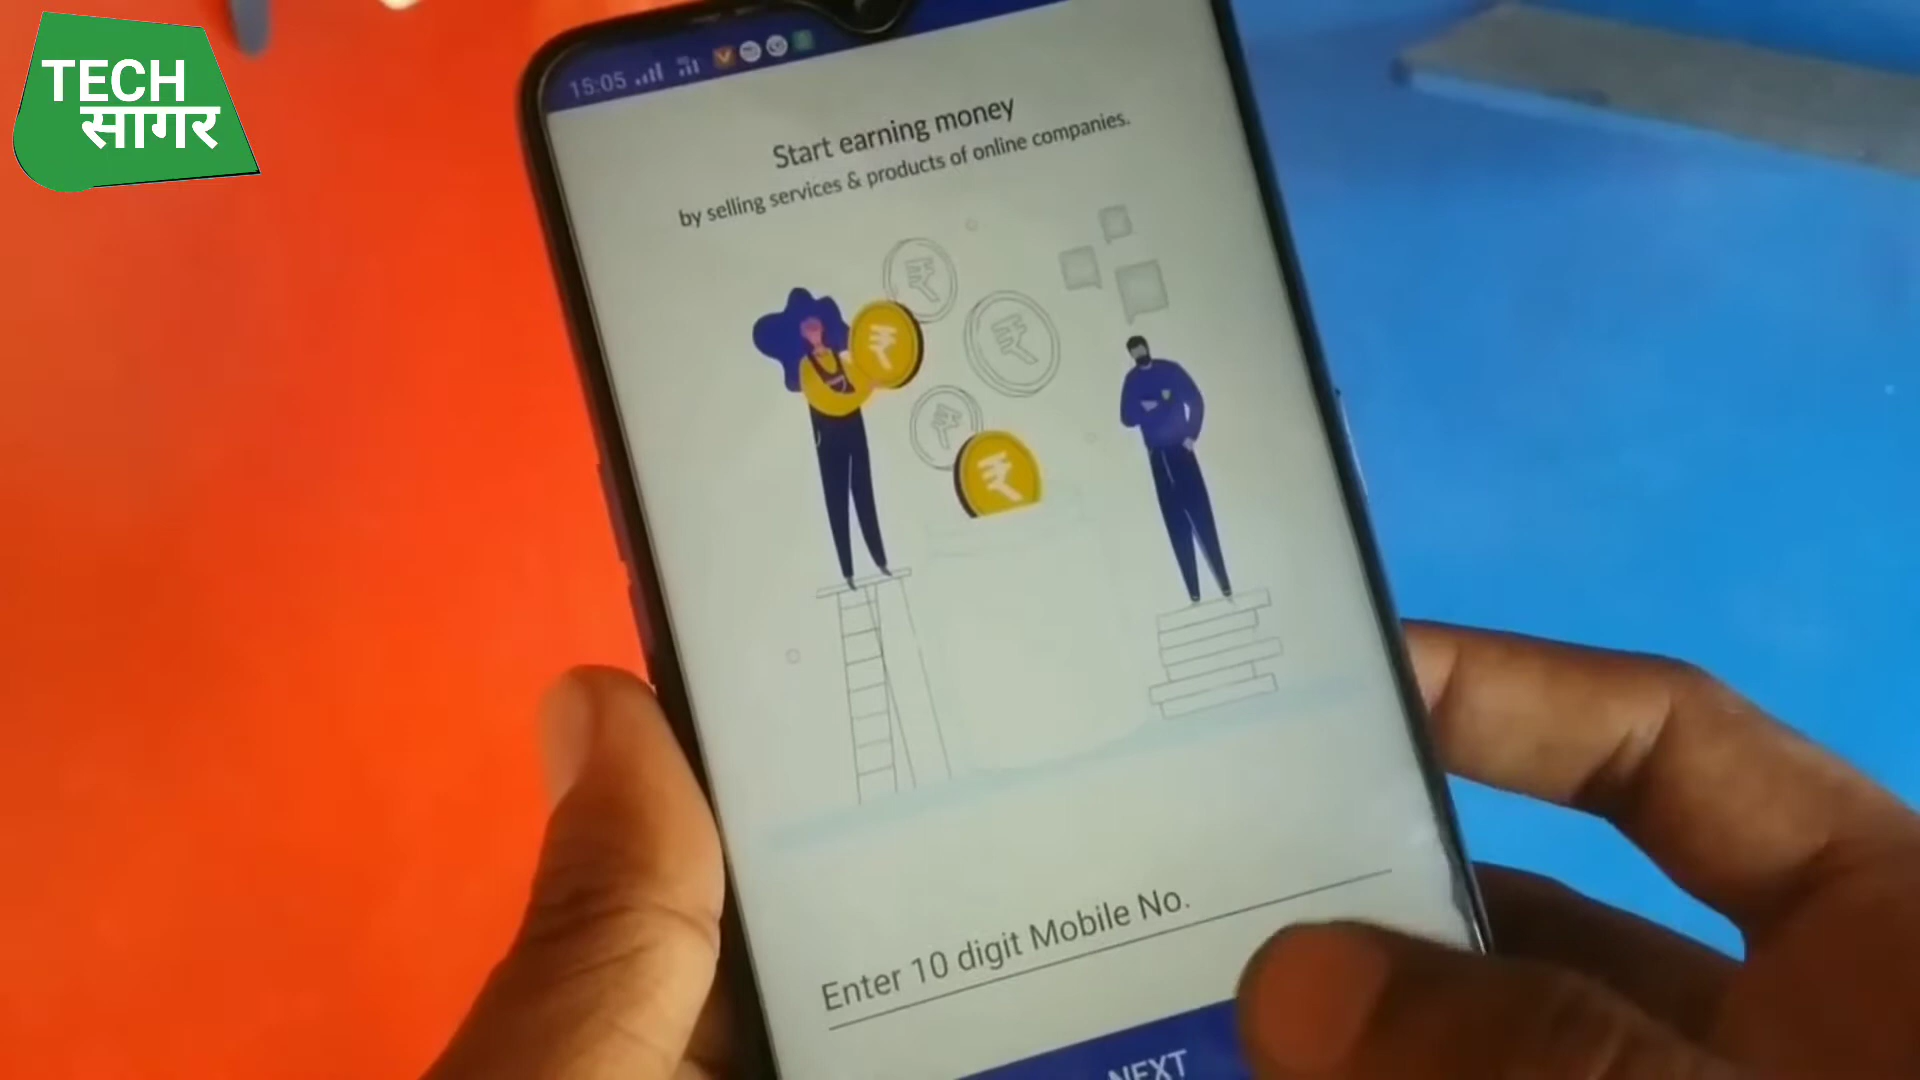 TECH
सागर
15:05
Start earning money
by selling services & products of online companies.
Enter 10 digit Mobile No.
NEXT